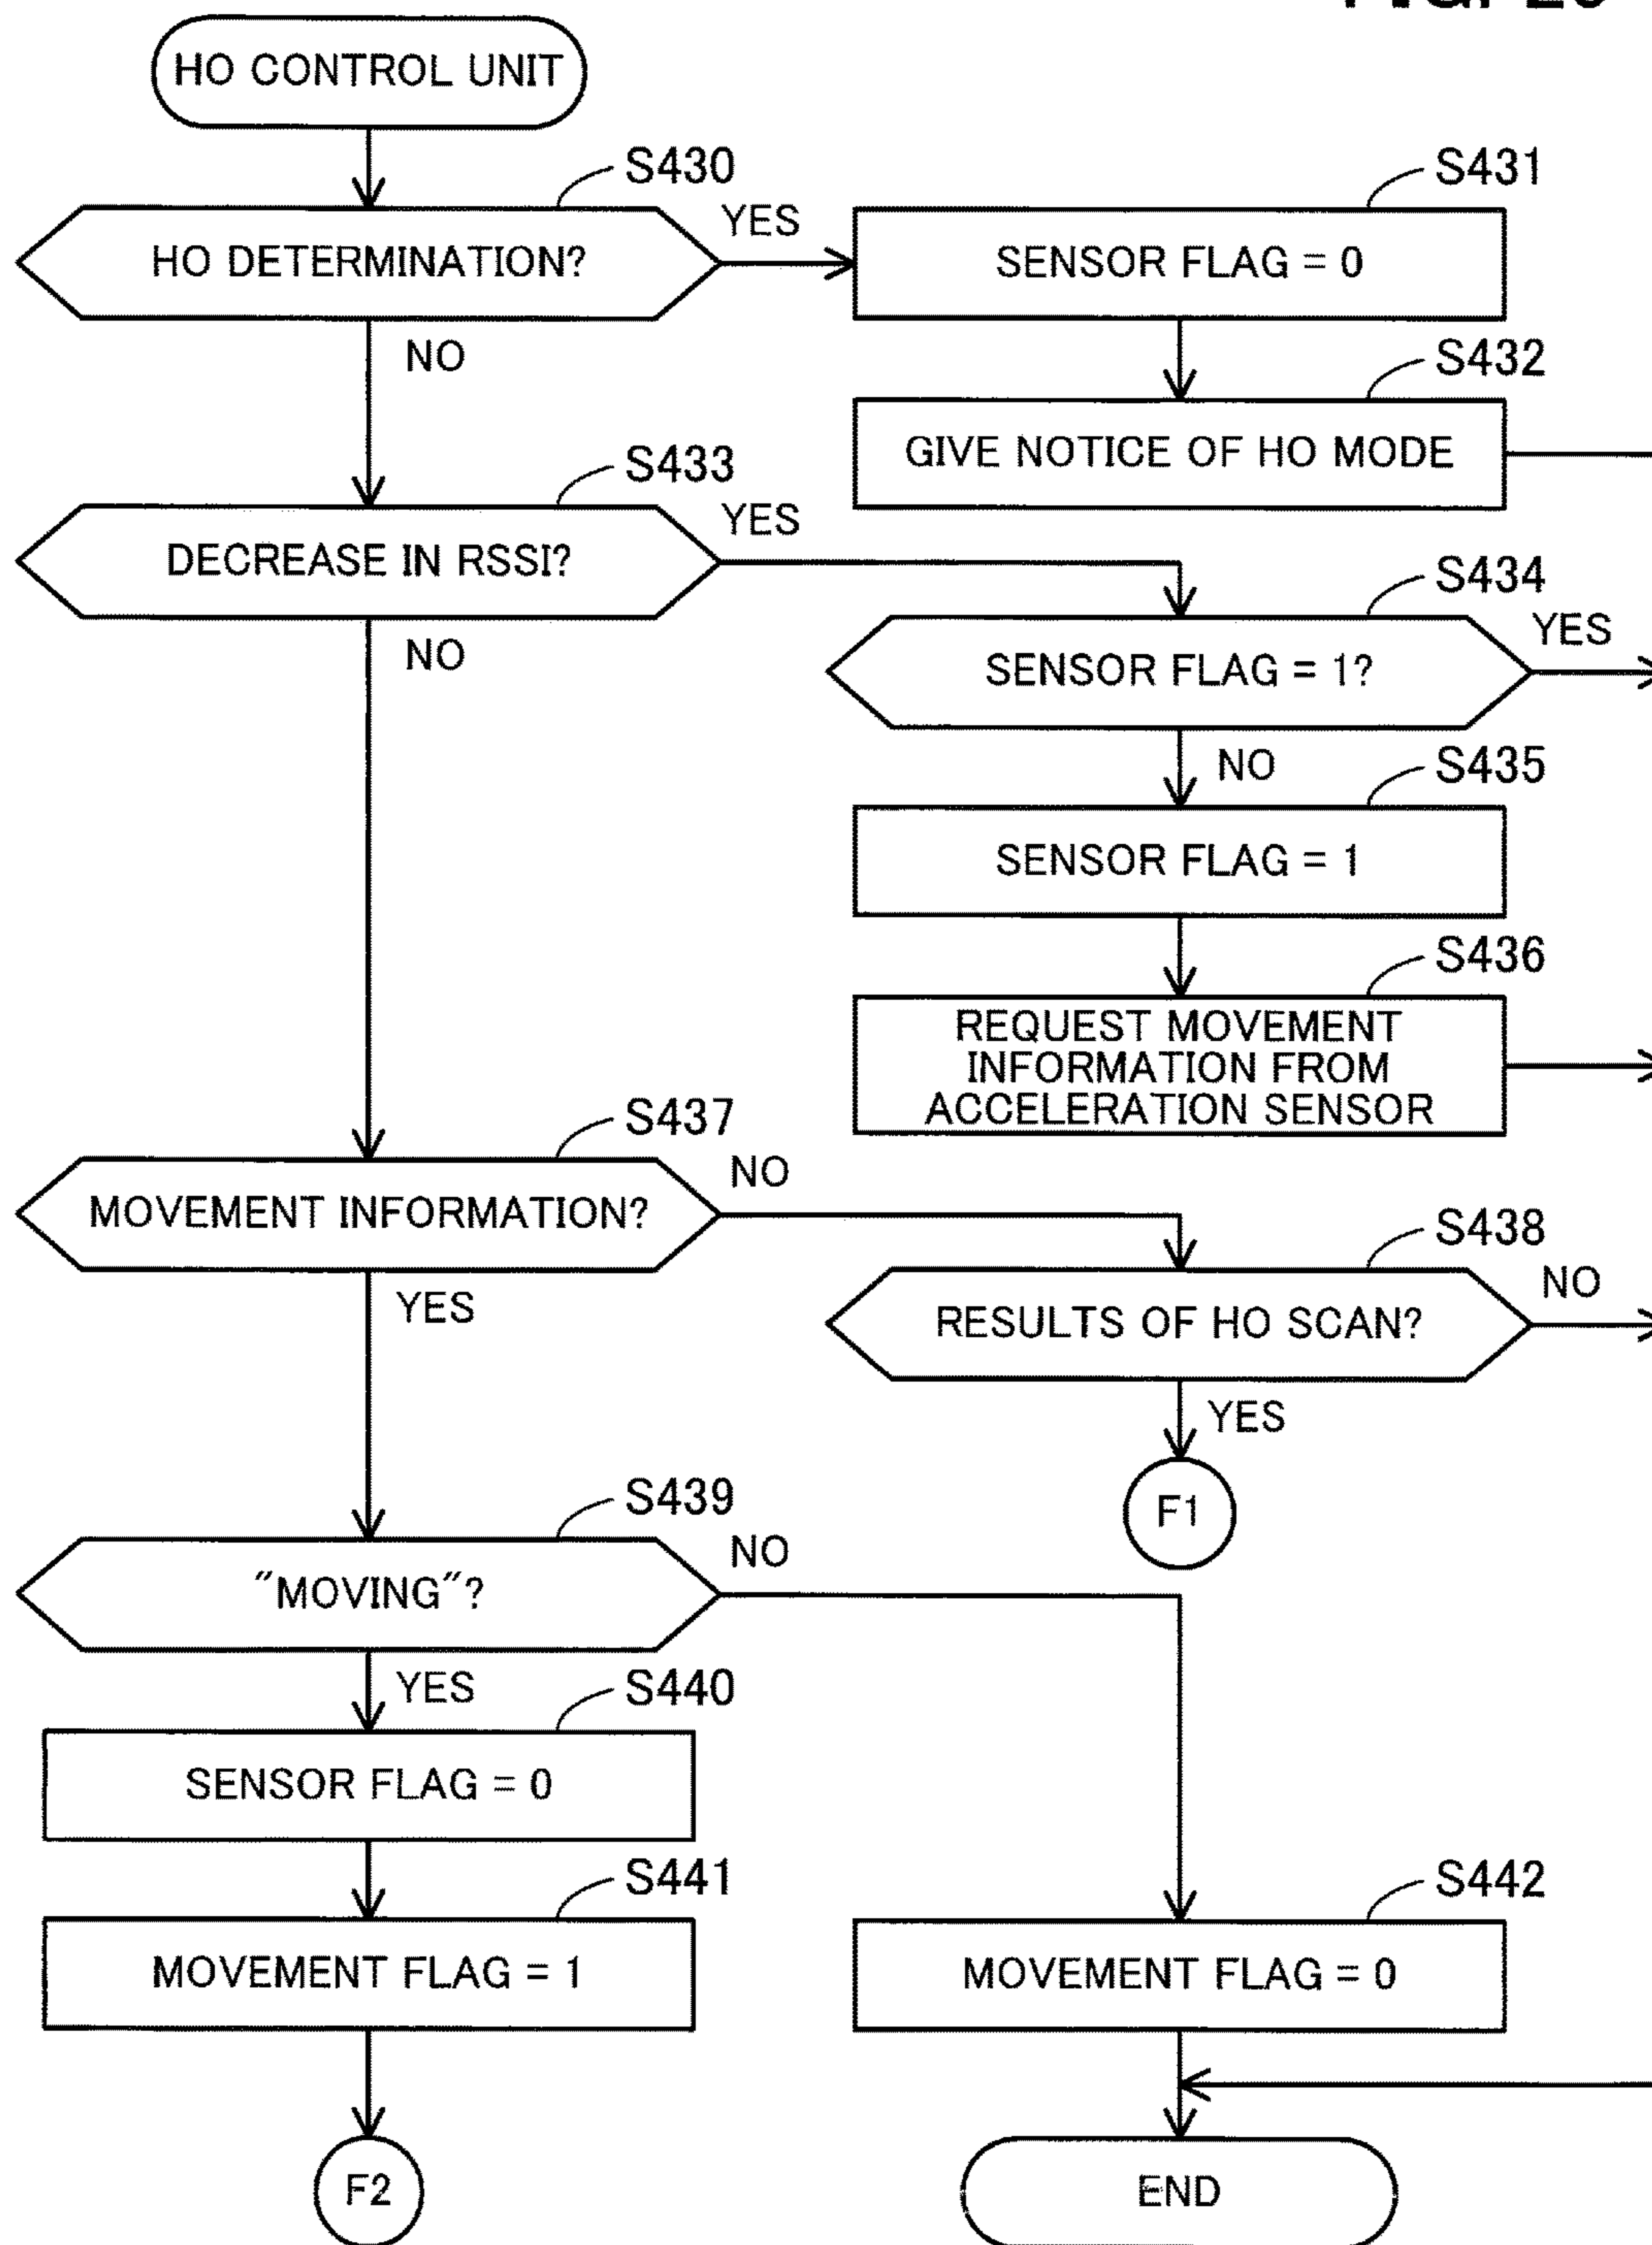 HO CONTROL UNIT
S430
HO DETERMINATION?
YES
NO
S431
SENSOR FLAG = 0
S432
GIVE NOTICE OF HO MODE
S433
DECREASE IN RSSI?
YES
NO
S434
SENSOR FLAG = 1?
YES
NO
S435
SENSOR FLAG = 1
S436
REQUEST MOVEMENT
INFORMATION FROM
ACCELERATION SENSOR
S437
MOVEMENT INFORMATION?
NO
YES
S438
RESULTS OF HO SCAN?
NO
YES
F1
S439
"MOVING"?
NO
YES
S440
SENSOR FLAG = 0
S441
MOVEMENT FLAG = 1
S442
MOVEMENT FLAG = 0
F2
END